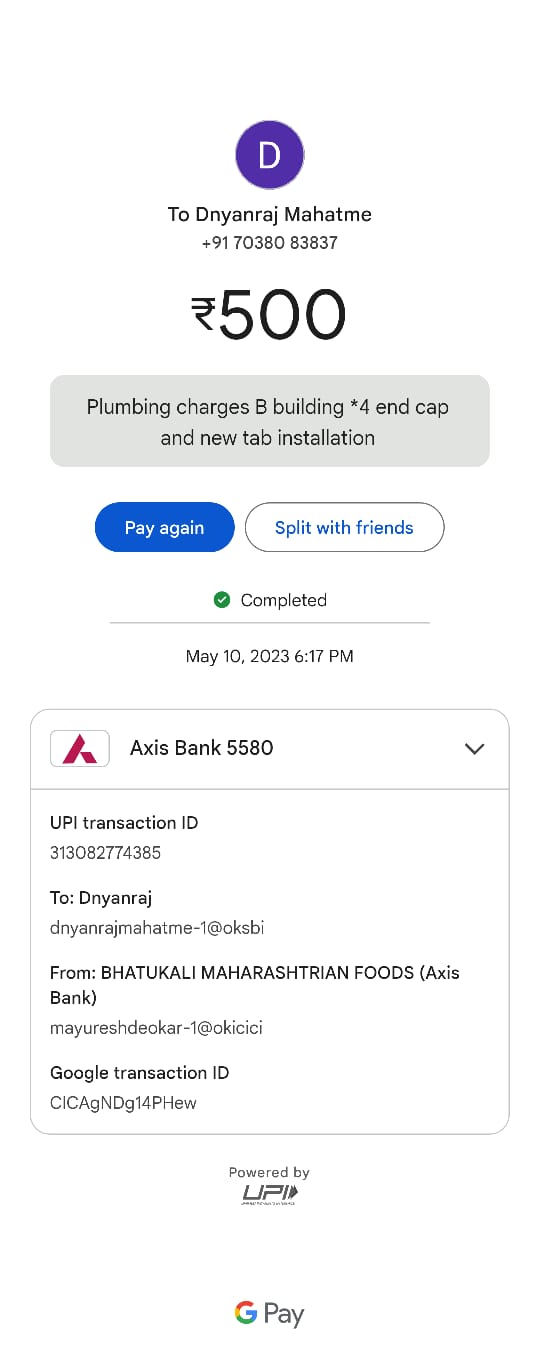 D
To Dnyanraj Mahatme
+91 70380 83837
₹500
Plumbing charges B building *4 end cap
and new tab installation
Pay again
Split with friends
Completed
May 10, 2023 6:17 PM
Axis Bank 5580
UPI transaction ID
313082774385
To: Dnyanraj
dnyanrajmahatme-1@oksbi
From: BHATUKALI MAHARASHTRIAN FOODS (Axis
Bank)
mayureshdeokar-1@okicici
Google transaction ID
CICAgNDg14PHew
Powered by
UPI
G Pay